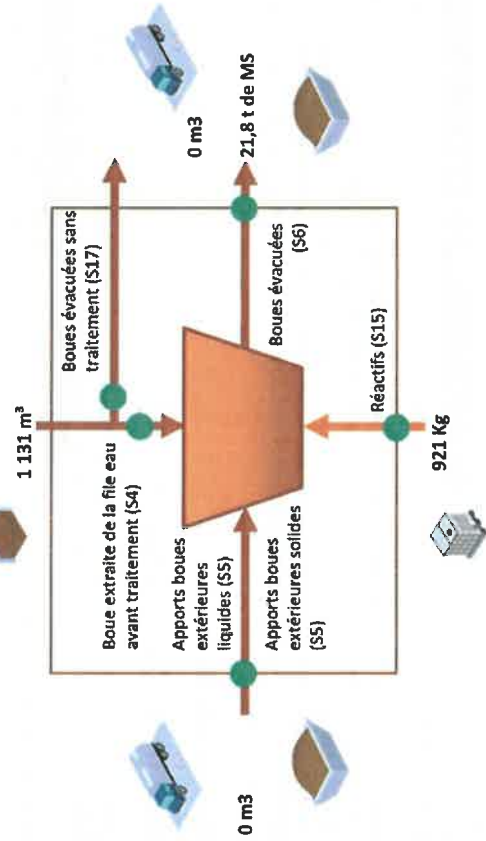 1 131 m³
Boues évacuées sans
traitement (S17)
0 m3
Boue extraite de la file eau
avant traitement (S4)
21,8 t de MS
Apports boues
extérieures
liquides (S5)
Boues évacuées
(S6)
0 m3
Apports boues
extérieures solides
(S5)
Réactifs (S15)
921 Kg